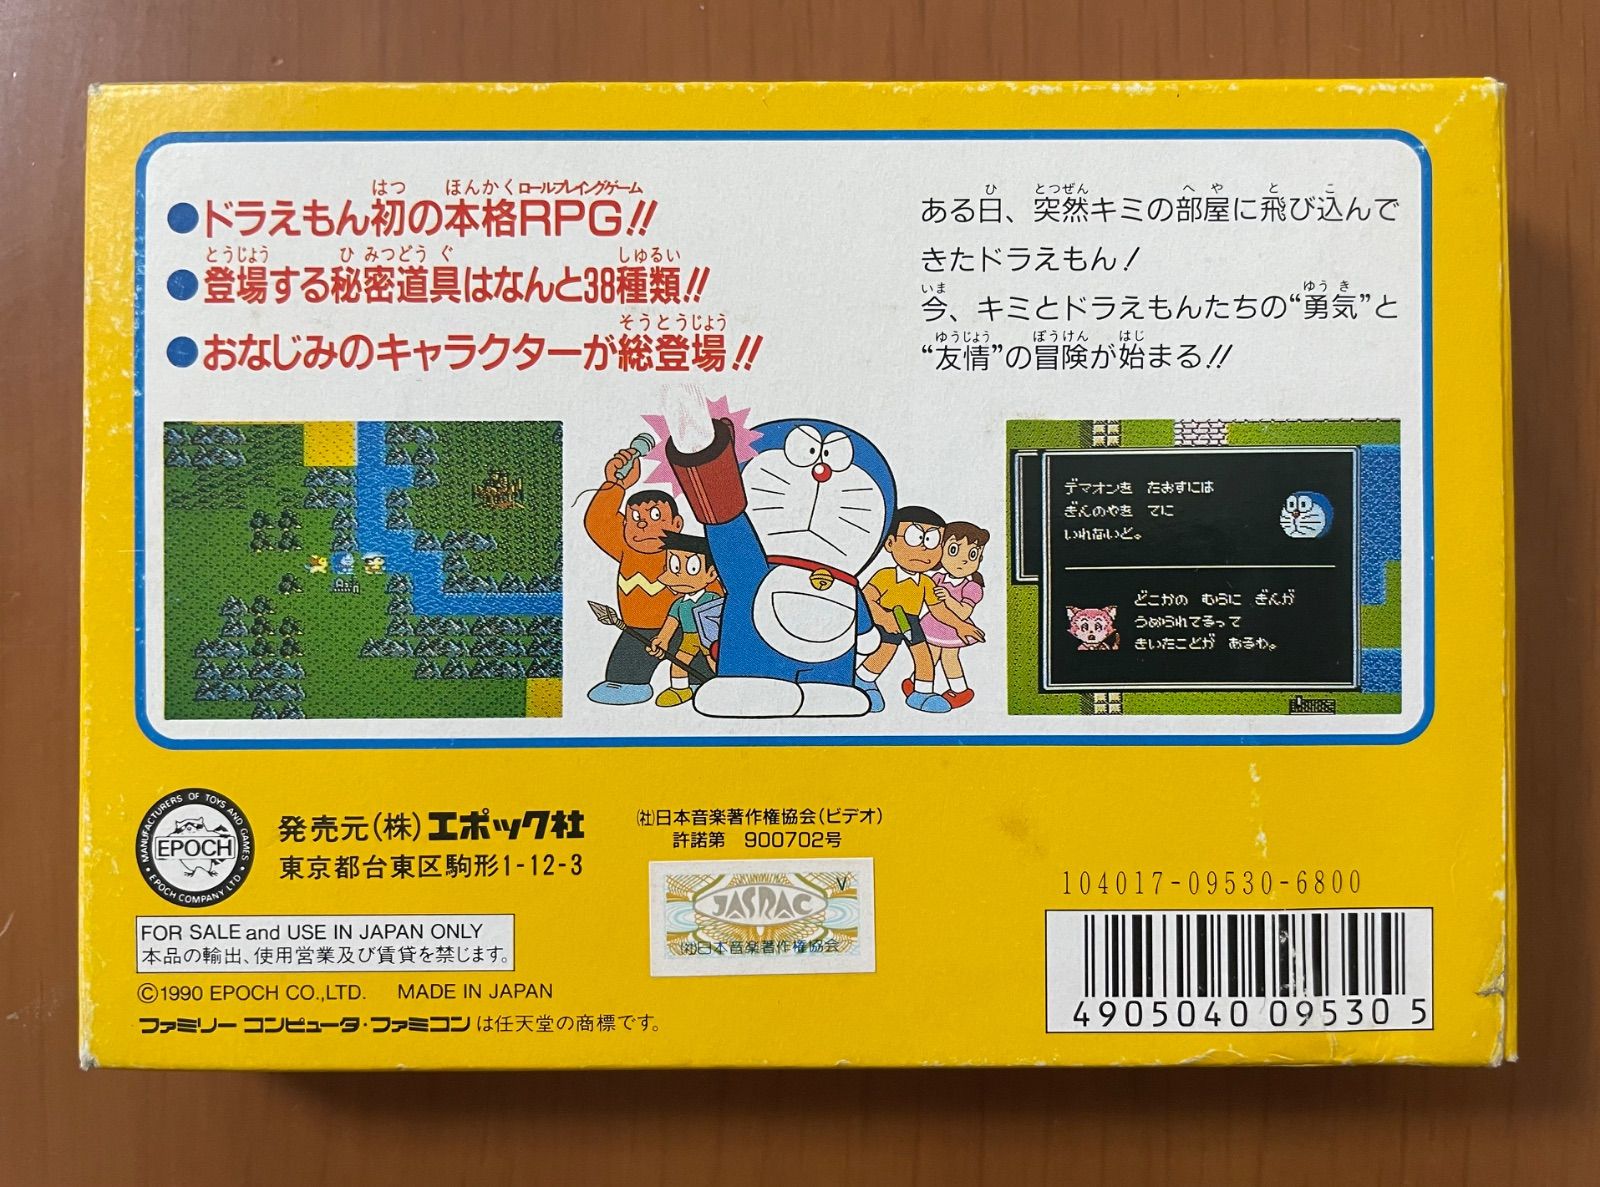 はつ ほんかく ロールプレイングゲーム
●ドラえもん初の本格RPG!!
とうじょう ひみつどうぐ しゅるい
●登場する秘密道具はなんと38種類!!
そうとうじょう
●おなじみのキャラクターが総登場!!
ひ とつぜん へや と こ
ある日、突然キミの部屋に飛び込んで
きたドラえもん!
いま ゆうき
今、キミとドラえもんたちの“勇気”と
ゆうじょう ぼうけん はじ
“友情”の冒険が始まる!!
デマオンを たおすには
ぎんのやを てに
いれないと。
どこかの むらに ぎんが
うめられてるって
きいたことが あるわ。
MANUFACTURERS OF TOYS AND GAMES
EPOCH
EPOCH COMPANY LTD.
発売元(株)エポック社
東京都台東区駒形1-12-3
(社)日本音楽著作権協会(ビデオ)
許諾第 900702号
V
JASRAC
(社)日本音楽著作権協会
FOR SALE and USE IN JAPAN ONLY
本品の輸出、使用営業及び賃貸を禁じます。
©1990 EPOCH CO.,LTD. MADE IN JAPAN
ファミリーコンピュータ・ファミコンは任天堂の商標です。
104017-09530-6800
4905040 09530 5